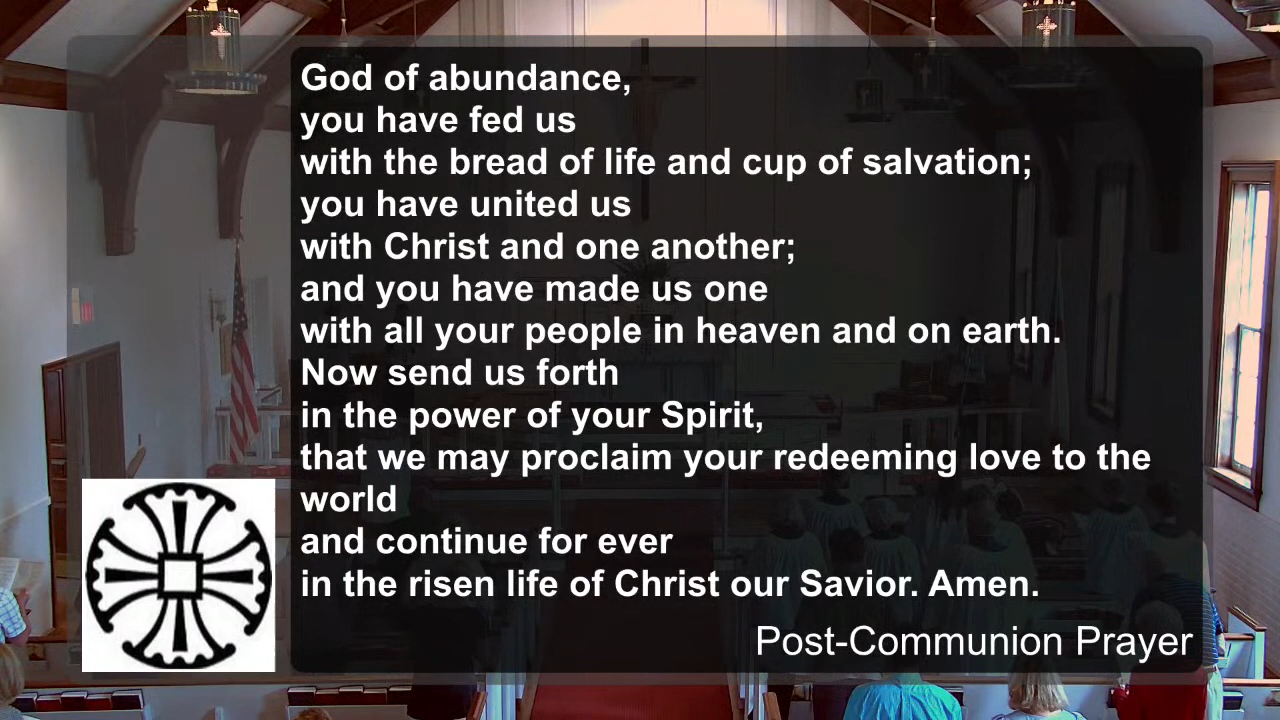 God of abundance,
you have fed us
with the bread of life and cup of salvation;
you have united us
with Christ and one another;
and you have made us one
with all your people in heaven and on earth.
Now send us forth
in the power of your Spirit,
that we may proclaim your redeeming love to the
world
and continue for ever
in the risen life of Christ our Savior. Amen.
Post-Communion Prayer